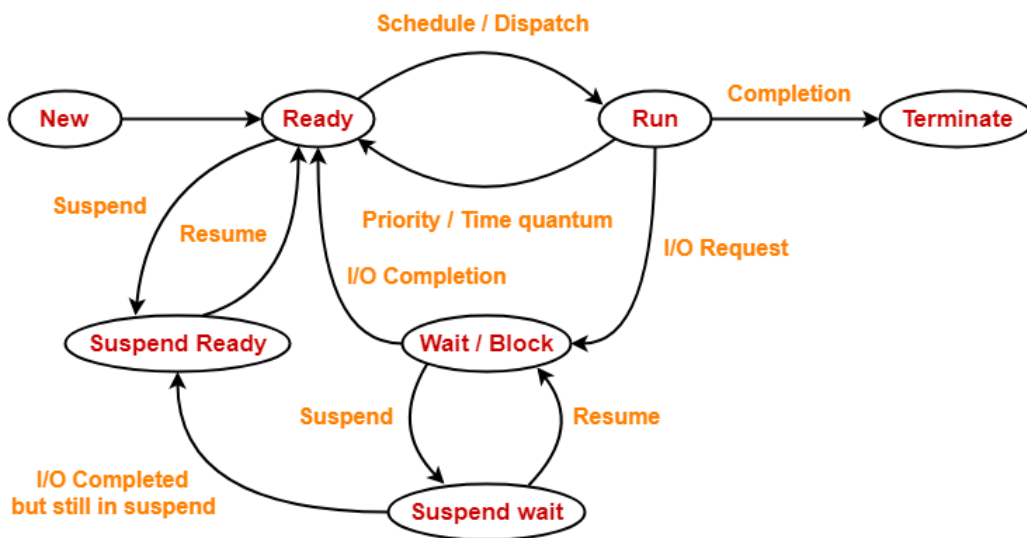 Schedule / Dispatch
New
Ready
Run
Completion
Terminate
Suspend
Resume
Priority / Time quantum
I/O Request
I/O Completion
Suspend Ready
Wait / Block
Suspend
Resume
I/O Completed
but still in suspend
Suspend wait